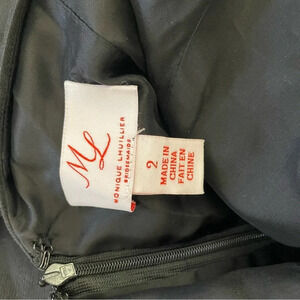 ML
MONIQUE LHUILLIER
BRIDESMAIDS
2
MADE IN
CHINA
FAIT EN
CHINE